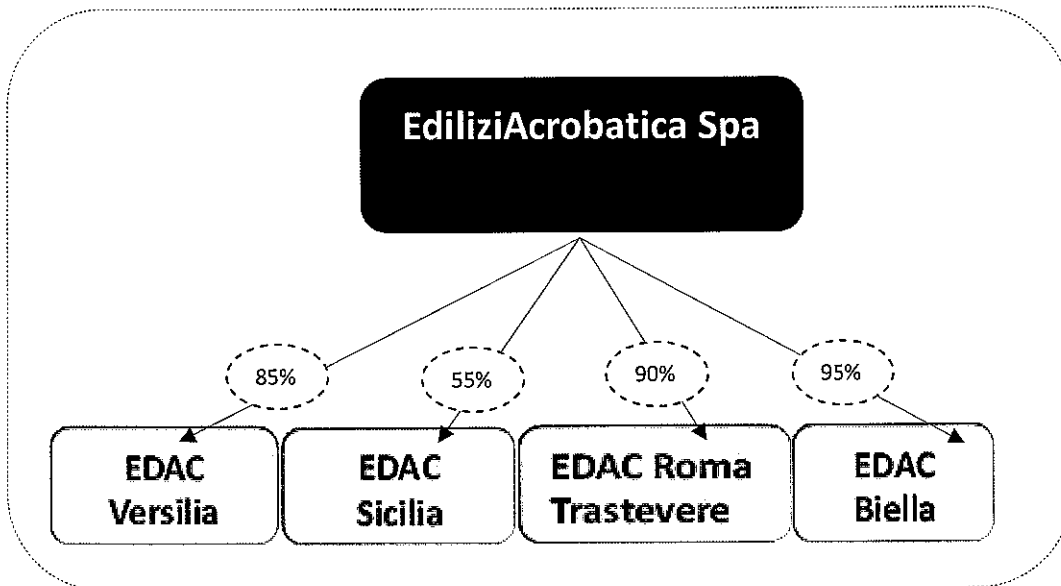 EdiliziAcrobatica Spa
85%
55%
90%
95%
EDAC
Versilia
EDAC
Sicilia
EDAC Roma
Trastevere
EDAC
Biella